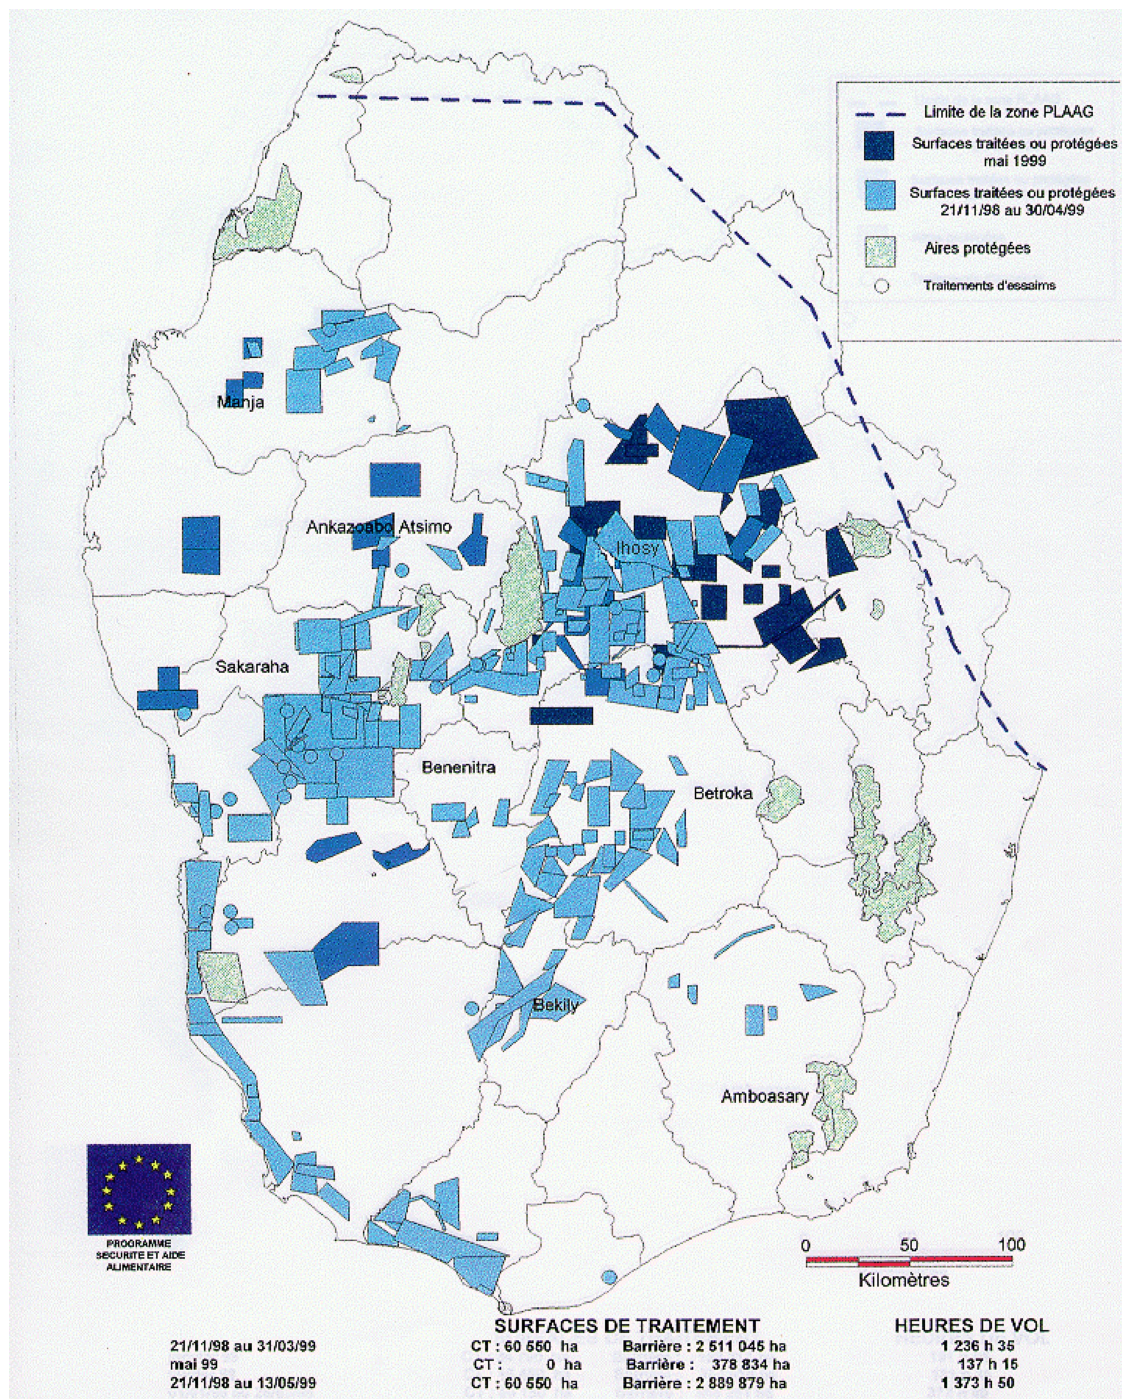 Limite de la zone PLAAG
Surfaces traitées ou protégées
mai 1999
Surfaces traitées ou protégées
21/11/98 au 30/04/99
Aires protégées
Traitements d'essaims
Manja
Ankazoabo Atsimo
Ihosy
Sakaraha
Benenitra
Betroka
Bekily
Amboasary
PROGRAMME
SECURITE ET AIDE
ALIMENTAIRE
0 50 100
Kilomètres
SURFACES DE TRAITEMENT HEURES DE VOL
21/11/98 au 31/03/99 CT : 60 550 ha Barrière : 2 511 045 ha 1 236 h 35
mai 99 CT : 0 ha Barrière : 378 834 ha 137 h 15
21/11/98 au 13/05/99 CT : 60 550 ha Barrière : 2 889 879 ha 1 373 h 50